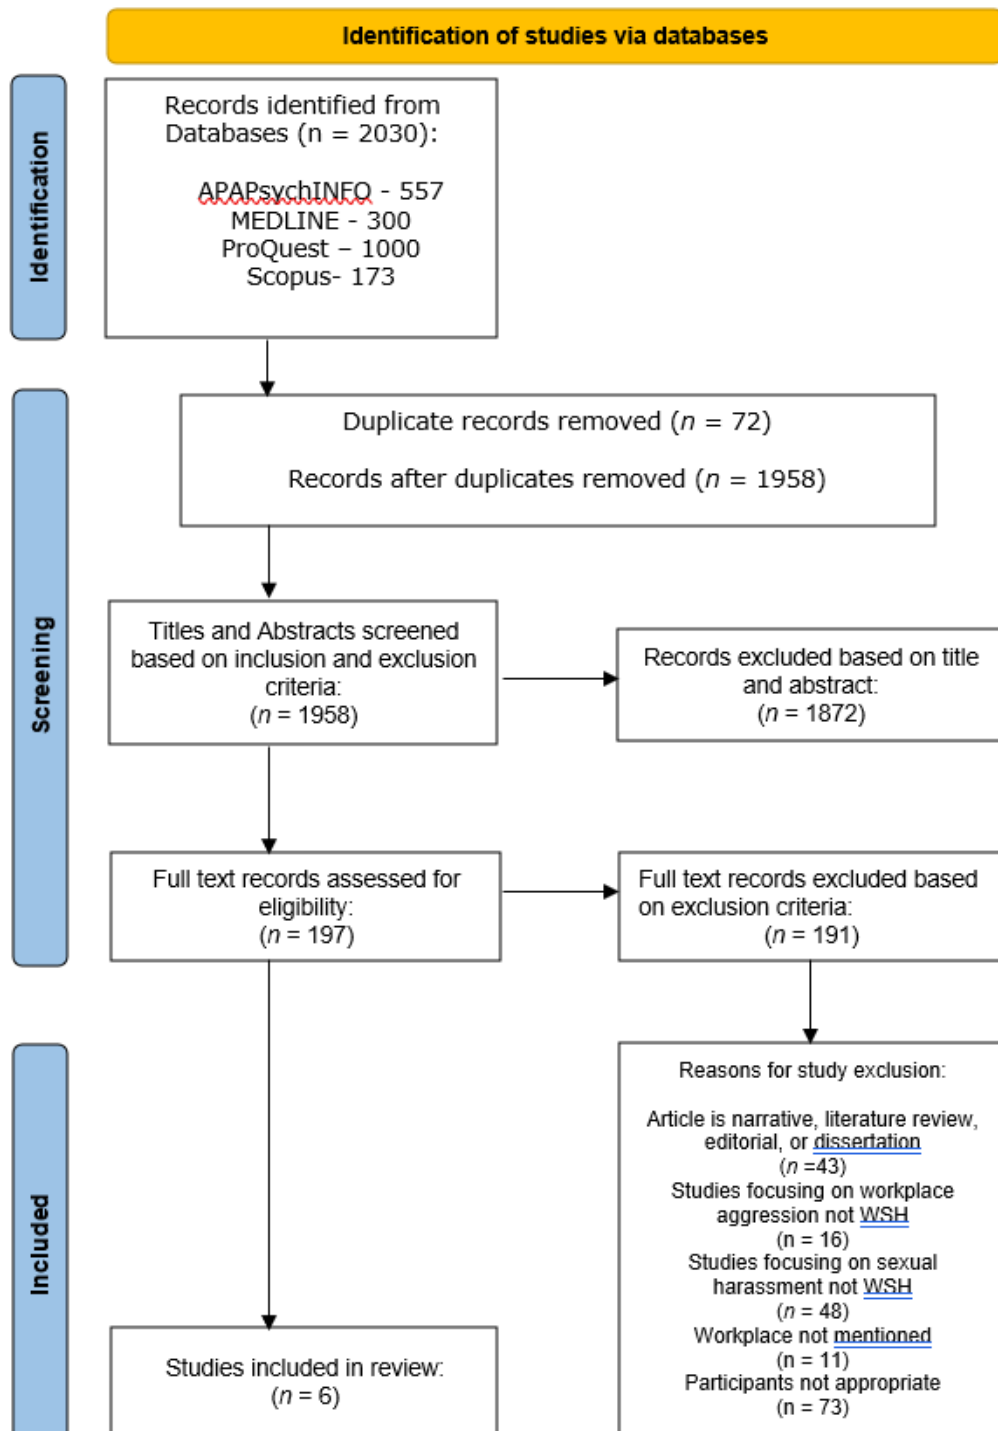 Identification of studies via databases
Identification
Records identified from
Databases (n = 2030):
APAPsychINFO - 557
MEDLINE - 300
ProQuest – 1000
Scopus- 173
Screening
Duplicate records removed (n = 72)
Records after duplicates removed (n = 1958)
Titles and Abstracts screened
based on inclusion and exclusion
criteria:
(n = 1958)
Records excluded based on title
and abstract:
(n = 1872)
Full text records assessed for
eligibility:
(n = 197)
Full text records excluded based
on exclusion criteria:
(n = 191)
Included
Reasons for study exclusion:
Article is narrative, literature review,
editorial, or dissertation
(n =43)
Studies focusing on workplace
aggression not WSH
(n = 16)
Studies focusing on sexual
harassment not WSH
(n = 48)
Workplace not mentioned
(n = 11)
Participants not appropriate
(n = 73)
Studies included in review:
(n = 6)